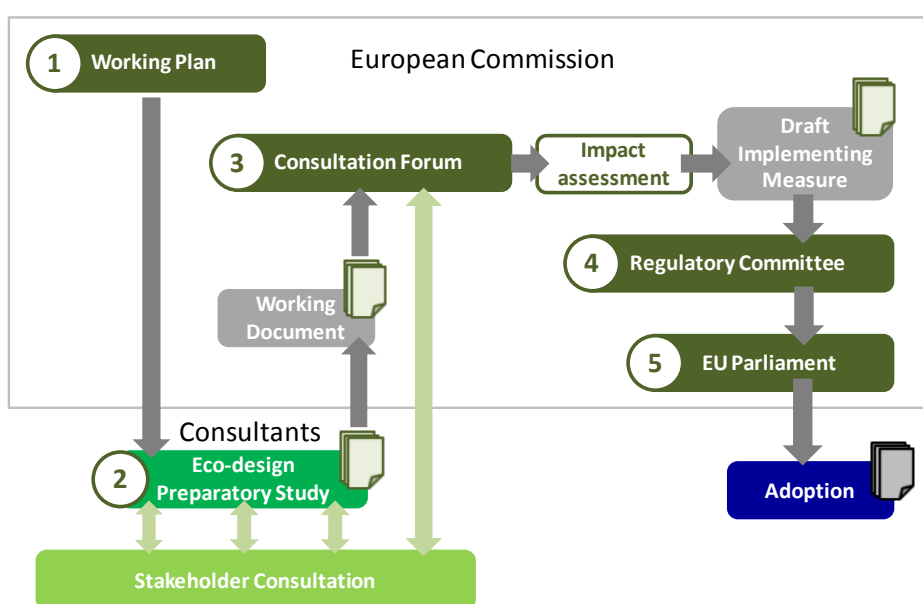 European Commission
1
Working Plan
3
Consultation Forum
Impact
assessment
Draft
Implementing
Measure
4
Regulatory Committee
Working
Document
5
EU Parliament
Consultants
2
Eco-design
Preparatory Study
Adoption
Stakeholder Consultation